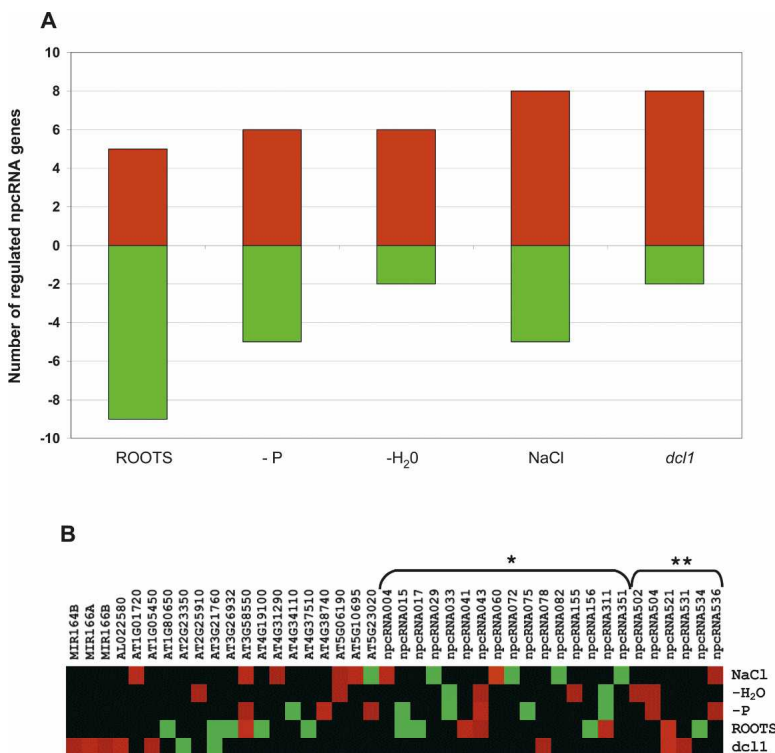 A
Number of regulated npcRNA genes
10
8
6
4
2
0
-2
-4
-6
-8
-10
ROOTS
- P
-H₂0
NaCl
dcl1
B
*
**
MIR164B
MIR166A
MIR166B
AL022580
AT1G01720
AT1G05450
AT1G80650
AT2G23350
AT2G25910
AT3G21760
AT3G26932
AT3G58550
AT4G19100
AT4G31290
AT4G34110
AT4G37510
AT4G38740
AT5G06190
AT5G10695
AT5G23020
npcRNA004
npcRNA015
npcRNA017
npcRNA029
npcRNA033
npcRNA041
npcRNA043
npcRNA060
npcRNA072
npcRNA075
npcRNA078
npcRNA082
npcRNA155
npcRNA156
npcRNA311
npcRNA351
npcRNA502
npcRNA504
npcRNA521
npcRNA531
npcRNA534
npcRNA536
NaCl
-H₂O
-P
ROOTS
dcl1